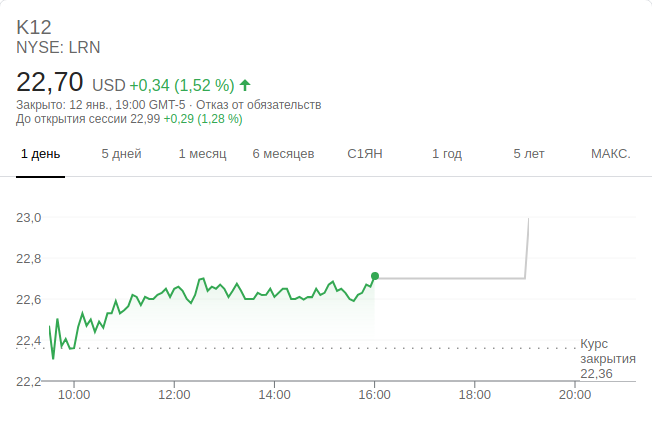 K12
NYSE: LRN
22,70 USD +0,34 (1,52 %)
Закрыто: 12 янв., 19:00 GMT-5 · Отказ от обязательств
До открытия сессии 22,99 +0,29 (1,28 %)
1 день 5 дней 1 месяц 6 месяцев С1ЯН 1 год 5 лет МАКС.
23,0
22,8
22,6
22,4
Курс
закрытия
22,36
22,2
10:00 12:00 14:00 16:00 18:00 20:00